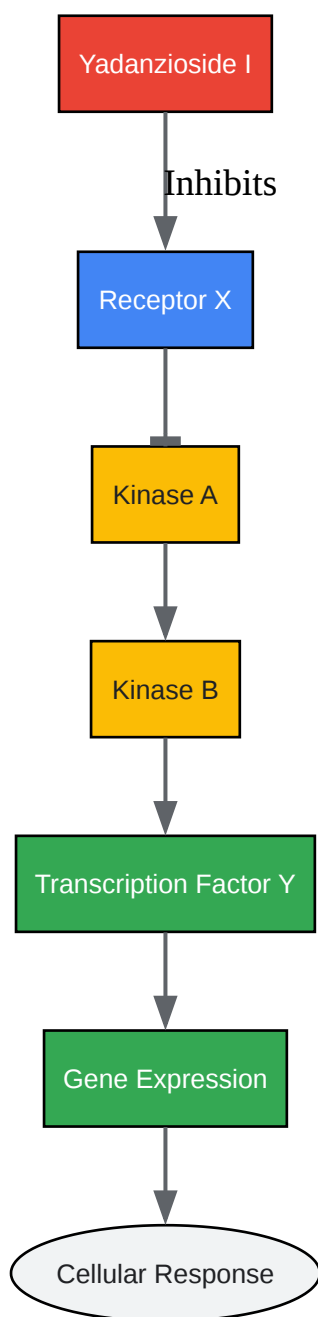 Yadanzioside I
Inhibits
Receptor X
Kinase A
Kinase B
Transcription Factor Y
Gene Expression
Cellular Response